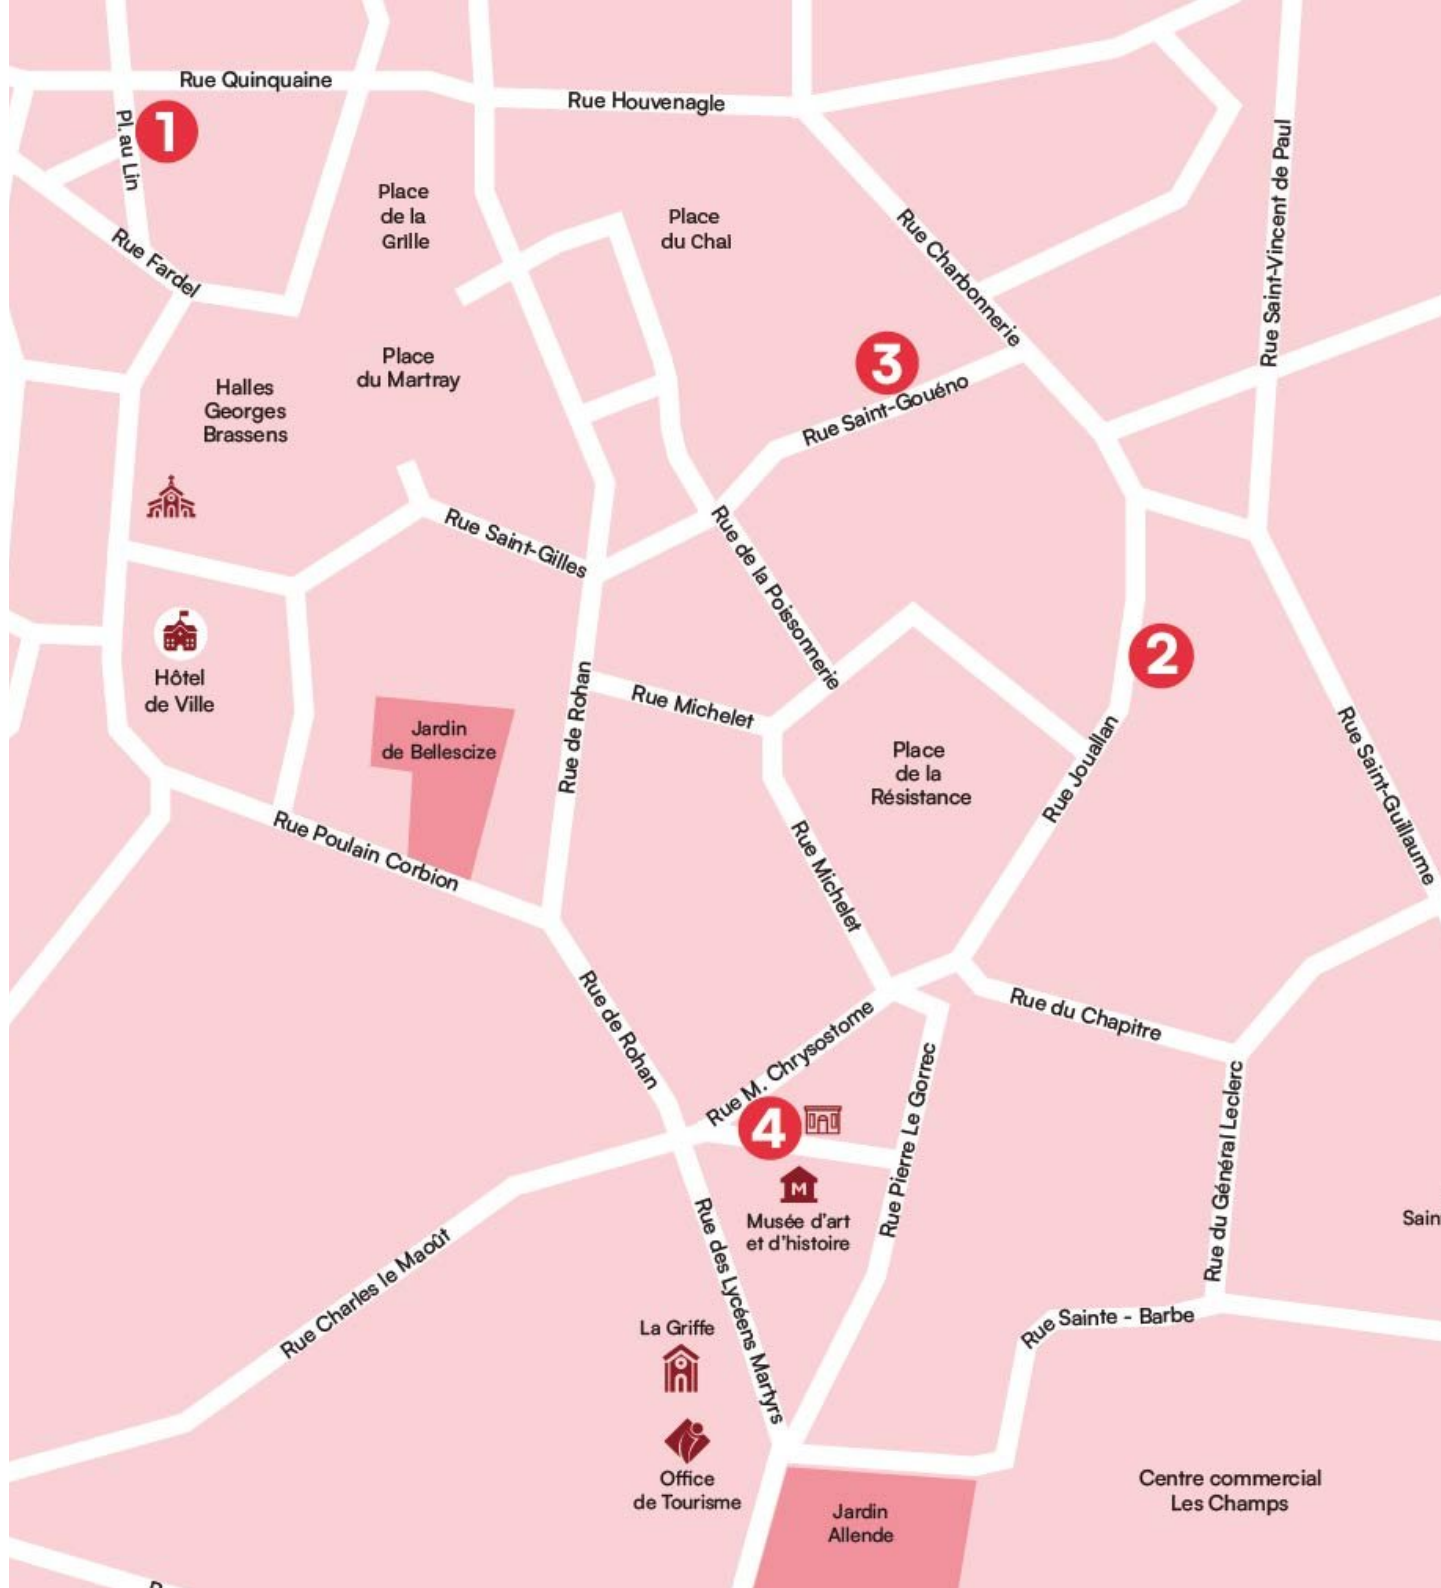 Rue Quinquaine
Rue Houvenagle
Pl. au Lin
1
Rue Saint-Vincent de Paul
Place
de la
Grille
Place
du Chai
Rue Charbonnerie
Rue Fardel
Place
du Martray
3
Rue Saint-Gouéno
Halles
Georges
Brassens
Rue Saint-Gilles
Rue de la Poissonnerie
2
Hôtel
de Ville
Rue de Rohan
Rue Michelet
Jardin
de Bellescize
Place
de la
Résistance
Rue Jouallan
Rue Saint-Guillaume
Rue Poulain Corbion
Rue Michelet
Rue de Rohan
Rue du Chapitre
Rue M. Chrysostome
4
Rue Pierre Le Gorrec
Rue du Général Leclerc
M
Musée d'art
et d'histoire
Sain
Rue Charles le Maoût
Rue des Lycéens Martyrs
La Griffe
Rue Sainte - Barbe
Office
de Tourisme
Centre commercial
Les Champs
Jardin
Allende